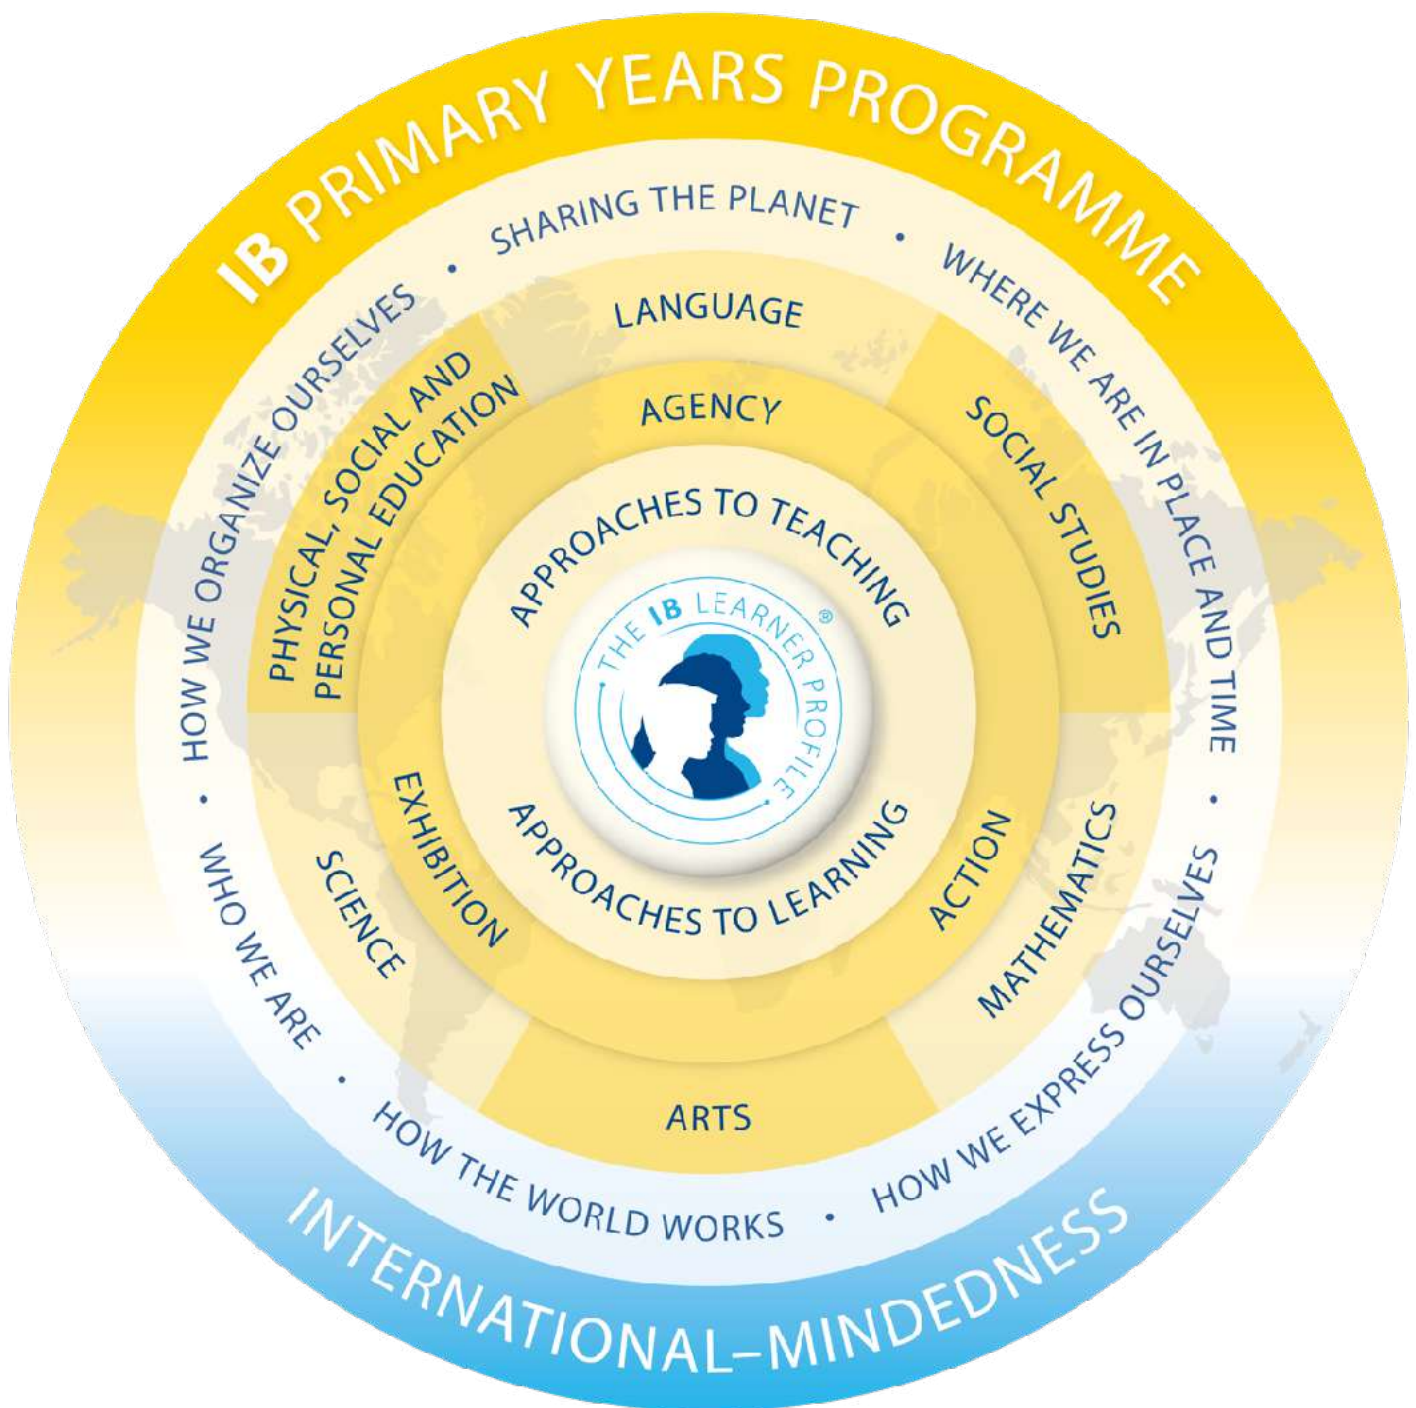 IB PRIMARY YEARS PROGRAMME
SHARING THE PLANET
•
WHERE WE ARE IN PLACE AND TIME
•
HOW WE EXPRESS OURSELVES
•
HOW THE WORLD WORKS
•
WHO WE ARE
•
HOW WE ORGANIZE OURSELVES
•
LANGUAGE
SOCIAL STUDIES
MATHEMATICS
ARTS
SCIENCE
PHYSICAL, SOCIAL AND
PERSONAL EDUCATION
AGENCY
ACTION
EXHIBITION
APPROACHES TO TEACHING
THE IB LEARNER PROFILE ®
APPROACHES TO LEARNING
INTERNATIONAL–MINDEDNESS